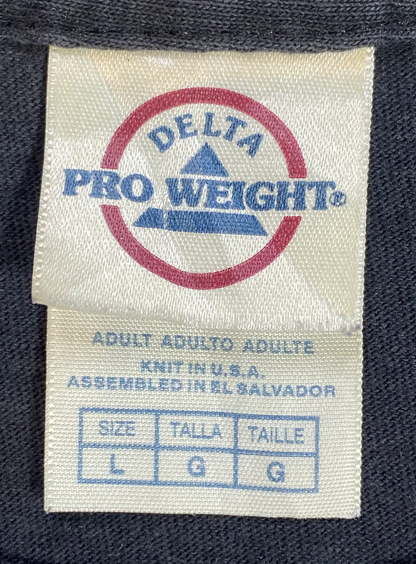 DELTA
PRO WEIGHT®
ADULT ADULTO ADULTE
KNIT IN U.S.A.
ASSEMBLED IN EL SALVADOR
SIZE TALLA TAILLE
L G G